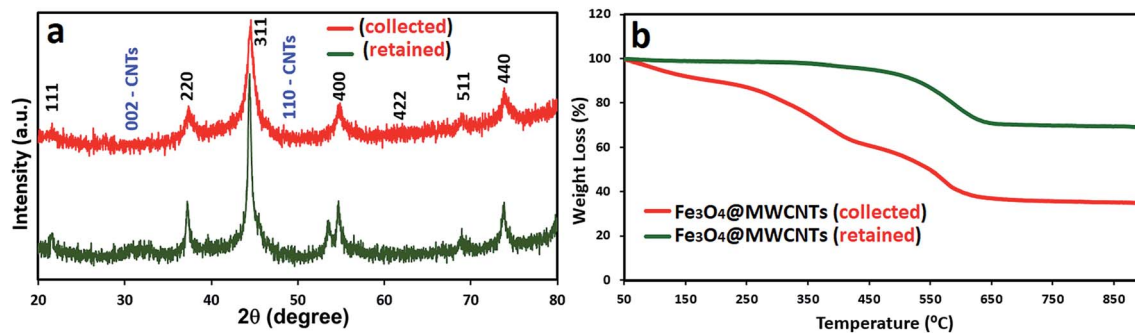 a
(collected)
(retained)
111
002 - CNTs
220
311
110 - CNTs
400
422
511
440
Intensity (a.u.)
20 30 40 50 60 70 80
2θ (degree)
b
120
100
80
60
40
20
0
Weight Loss (%)
Fe₃O₄@MWCNTs (collected)
Fe₃O₄@MWCNTs (retained)
50 150 250 350 450 550 650 750 850
Temperature (⁰C)